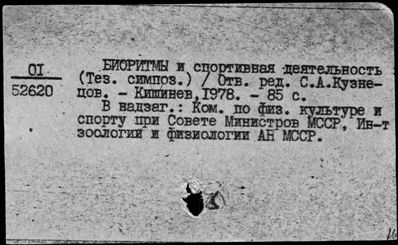 БИОРИТМЫ и спортивная деятельность
01 (Тез. симпоз.) / Отв. ред. С.А.Кузне-
52620 цов. - Кишинев, 1978. - 85 с.
В надзаг.: Ком. по физ. культуре и
спорту при Совете Министров МССР, Ин-т
зоологии и физиологии АН МССР.